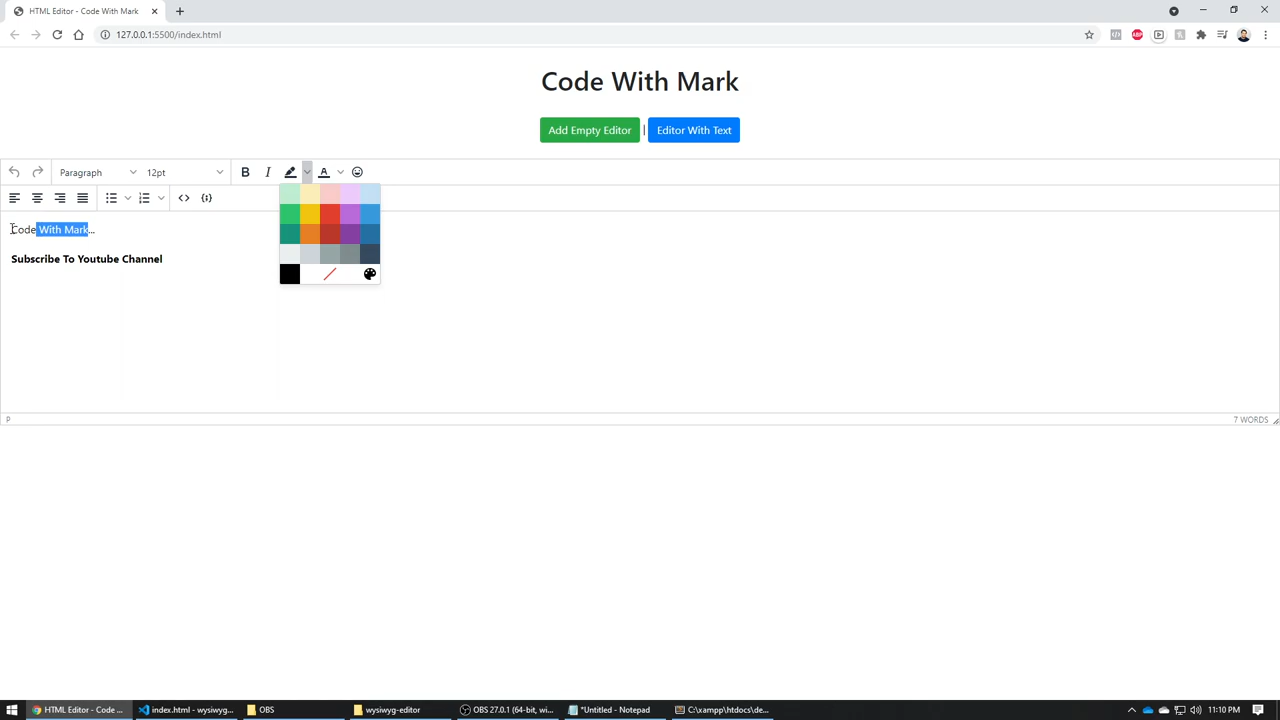 HTML Editor - Code With Mark
127.0.0.1:5500/index.html
ABP
Code With Mark
Add Empty Editor | Editor With Text
Paragraph 12pt B I A
Code With Mark...
Subscribe To Youtube Channel
P 7 WORDS
HTML Editor - Code ... index.html - wysiwyg... OBS wysiwyg-editor OBS 27.0.1 (64-bit, wi... *Untitled - Notepad C:\xampp\htdocs\de... 11:10 PM